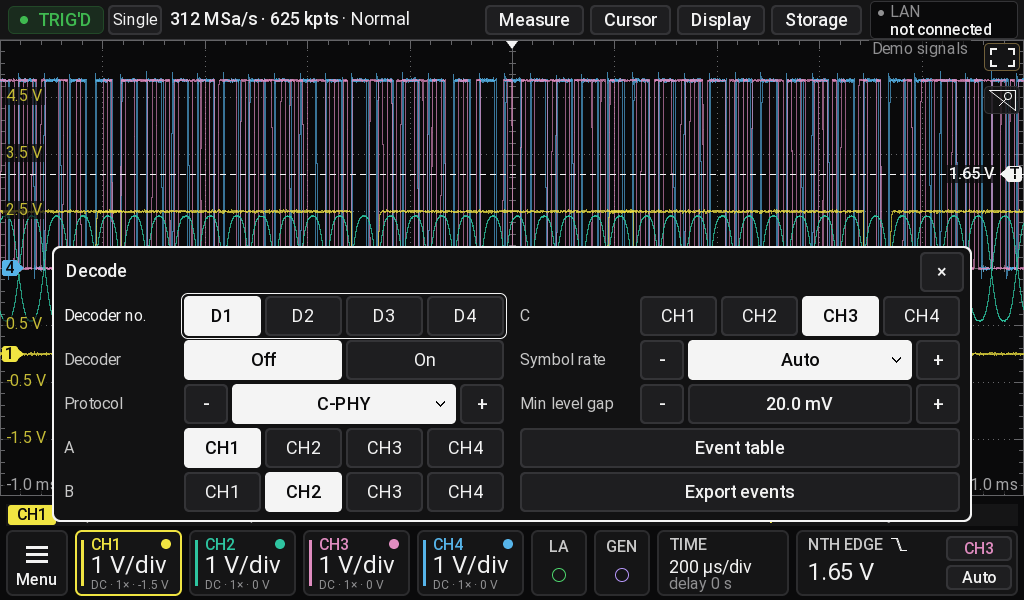 TRIG'D Single 312 MSa/s · 625 kpts · Normal Measure Cursor Display Storage LAN
not connected
Demo signals
4.5 V
3.5 V
1.65 V T
2.5 V
4
0.5 V
1
-0.5 V
-1.5 V
-1.0 ms 1.0 ms
Decode ×
Decoder no. D1 D2 D3 D4 C CH1 CH2 CH3 CH4
Decoder Off On Symbol rate - Auto +
Protocol - C-PHY + Min level gap - 20.0 mV +
A CH1 CH2 CH3 CH4 Event table
B CH1 CH2 CH3 CH4 Export events
CH1
Menu
CH1
1 V/div
DC · 1× · -1.5 V
CH2
1 V/div
DC · 1× · 0 V
CH3
1 V/div
DC · 1× · 0 V
CH4
1 V/div
DC · 1× · 0 V
LA
GEN
TIME
200 µs/div
delay 0 s
NTH EDGE CH3
1.65 V Auto